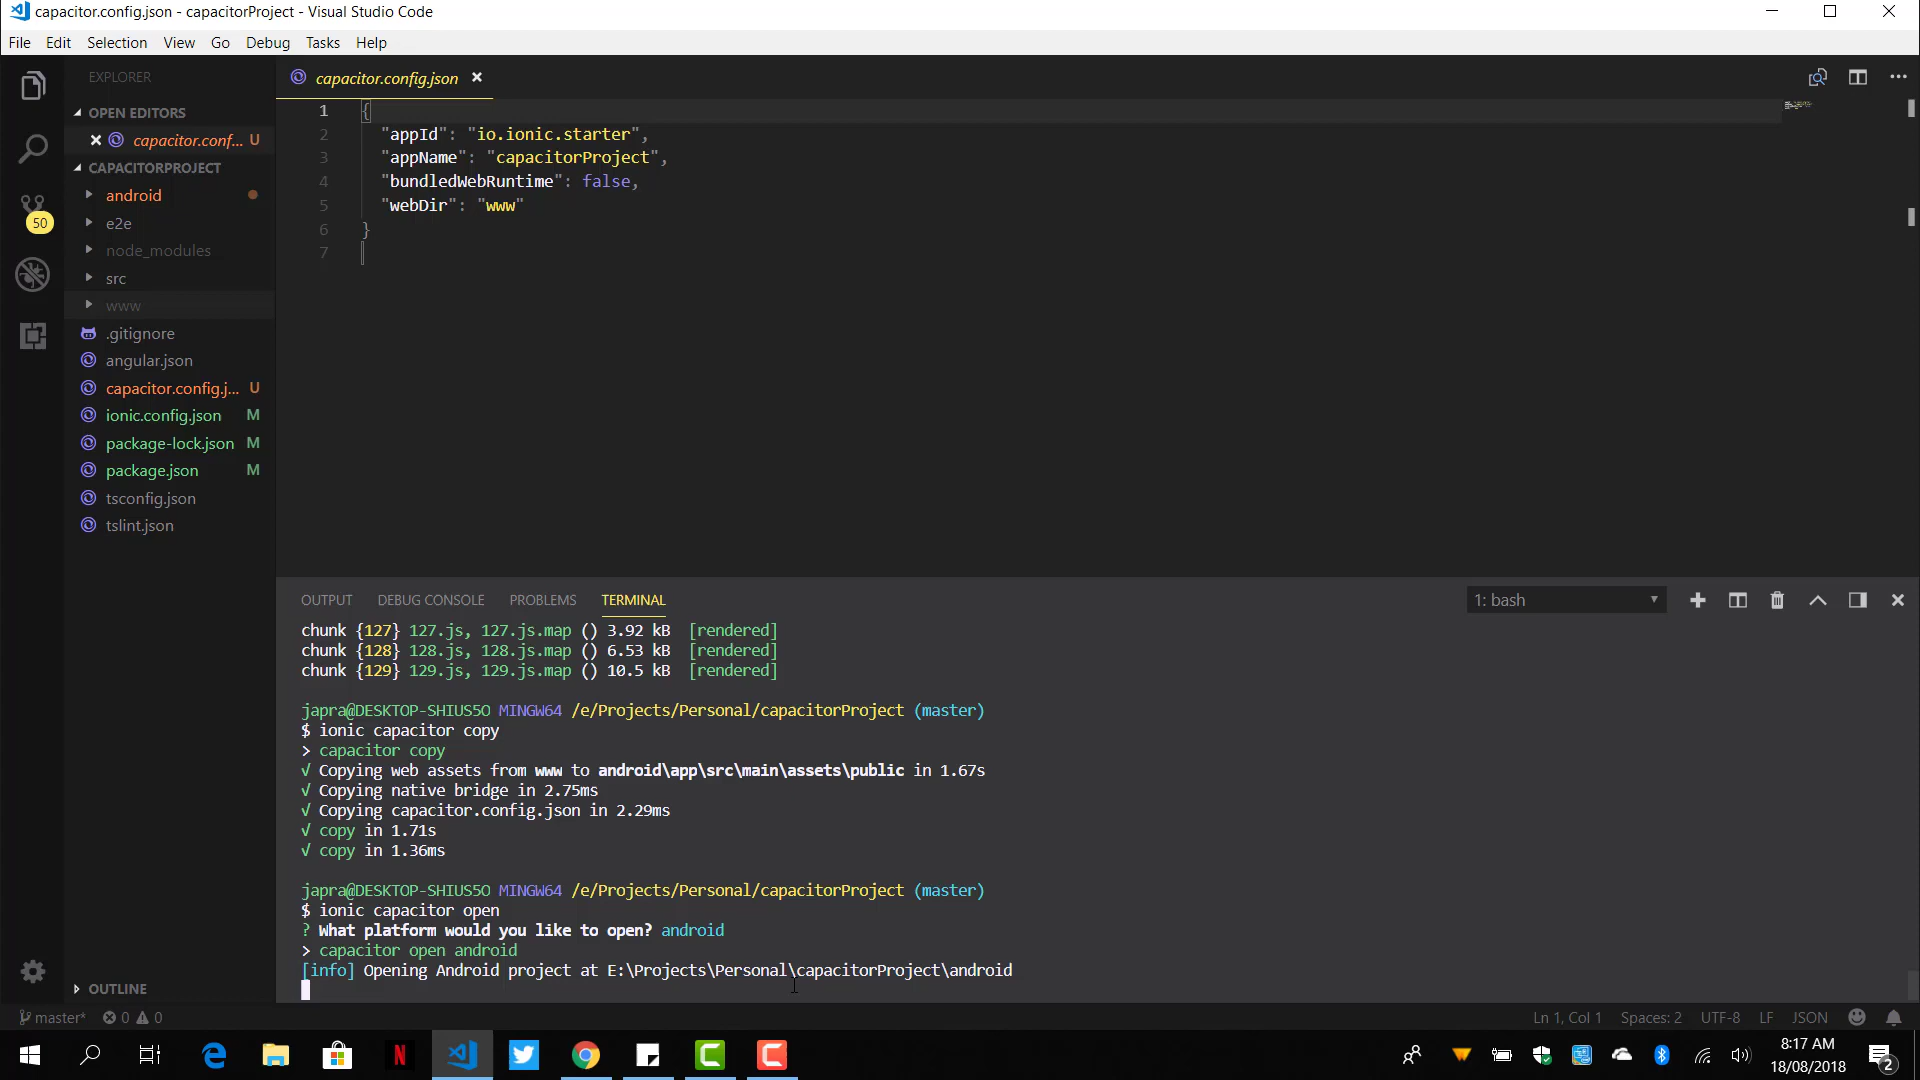 capacitor.config.json - capacitorProject - Visual Studio Code
File Edit Selection View Go Debug Tasks Help
EXPLORER
OPEN EDITORS
capacitor.conf... U
CAPACITORPROJECT
android
e2e
node_modules
src
www
.gitignore
angular.json
capacitor.config.j... U
ionic.config.json M
package-lock.json M
package.json M
tsconfig.json
tslint.json
OUTLINE
50
capacitor.config.json
1 {
2 "appId": "io.ionic.starter",
3 "appName": "capacitorProject",
4 "bundledWebRuntime": false,
5 "webDir": "www"
6 }
7
OUTPUT DEBUG CONSOLE PROBLEMS TERMINAL 1: bash
chunk {127} 127.js, 127.js.map () 3.92 kB [rendered]
chunk {128} 128.js, 128.js.map () 6.53 kB [rendered]
chunk {129} 129.js, 129.js.map () 10.5 kB [rendered]
japra@DESKTOP-SHIUS5O MINGW64 /e/Projects/Personal/capacitorProject (master)
$ ionic capacitor copy
> capacitor copy
√ Copying web assets from www to android\app\src\main\assets\public in 1.67s
√ Copying native bridge in 2.75ms
√ Copying capacitor.config.json in 2.29ms
√ copy in 1.71s
√ copy in 1.36ms
japra@DESKTOP-SHIUS5O MINGW64 /e/Projects/Personal/capacitorProject (master)
$ ionic capacitor open
? What platform would you like to open? android
> capacitor open android
[info] Opening Android project at E:\Projects\Personal\capacitorProject\android
master* 0 0 Ln 1, Col 1 Spaces: 2 UTF-8 LF JSON
8:17 AM
18/08/2018
2